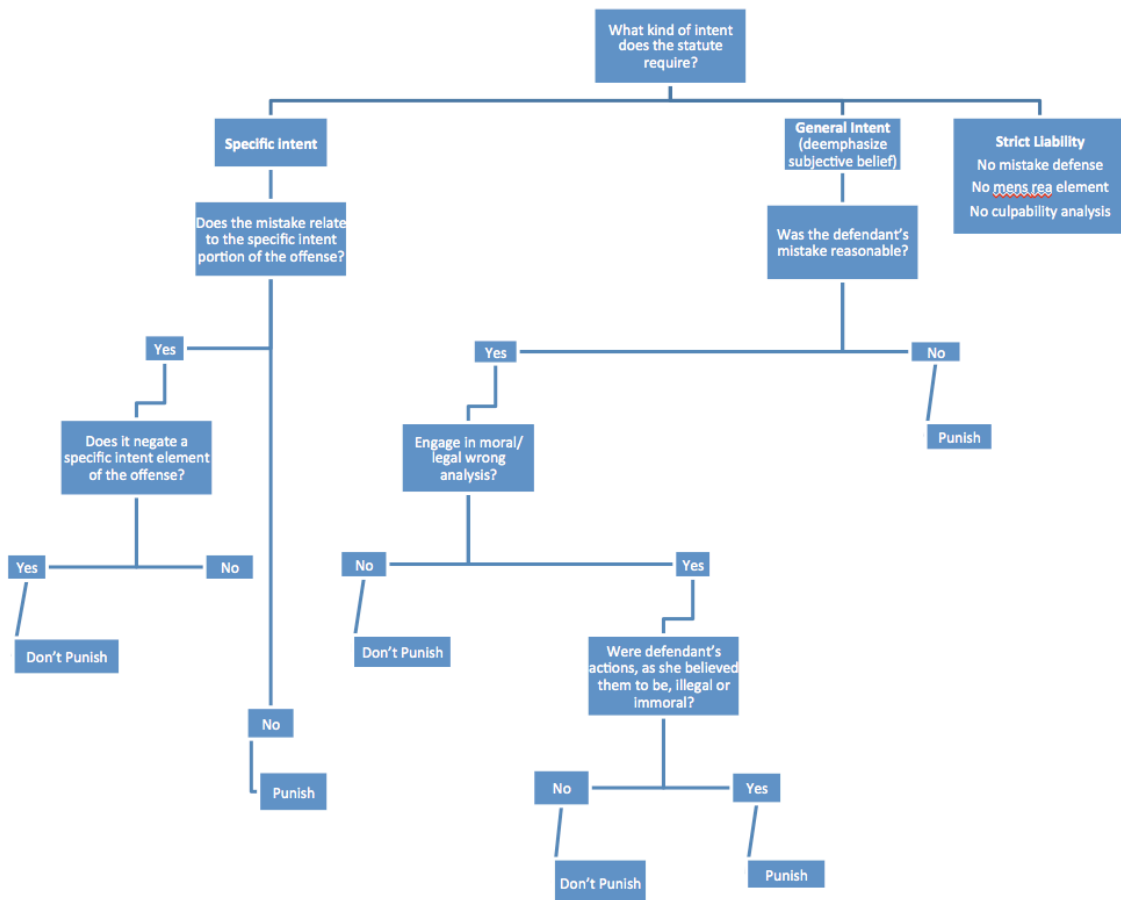 What kind of intent
does the statute
require?
Specific intent
General Intent
(deemphasize
subjective belief)
Strict Liability
No mistake defense
No mens rea element
No culpability analysis
Does the mistake relate
to the specific intent
portion of the offense?
Was the defendant's
mistake reasonable?
Yes
Yes
No
Does it negate a
specific intent element
of the offense?
Engage in moral/
legal wrong
analysis?
Punish
Yes
No
No
Yes
Don't Punish
Don't Punish
Were defendant's
actions, as she believed
them to be, illegal or
immoral?
No
Punish
No
Yes
Don't Punish
Punish